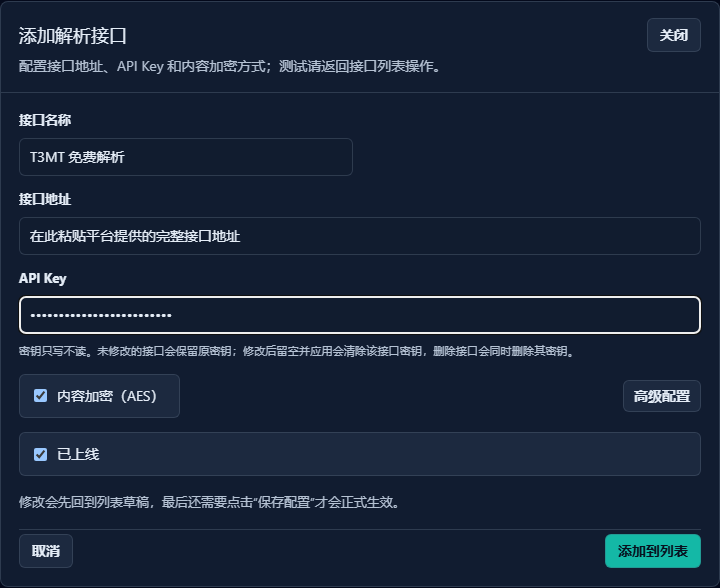 添加解析接口
关闭
配置接口地址、API Key 和内容加密方式；测试请返回接口列表操作。
接口名称
T3MT 免费解析
接口地址
在此粘贴平台提供的完整接口地址
API Key
•••••••••••••••••••••••••
密钥只写不读。未修改的接口会保留原密钥；修改后留空并应用会清除该接口密钥，删除接口会同时删除其密钥。
内容加密（AES）
高级配置
已上线
修改会先回到列表草稿，最后还需要点击“保存配置”才会正式生效。
取消
添加到列表